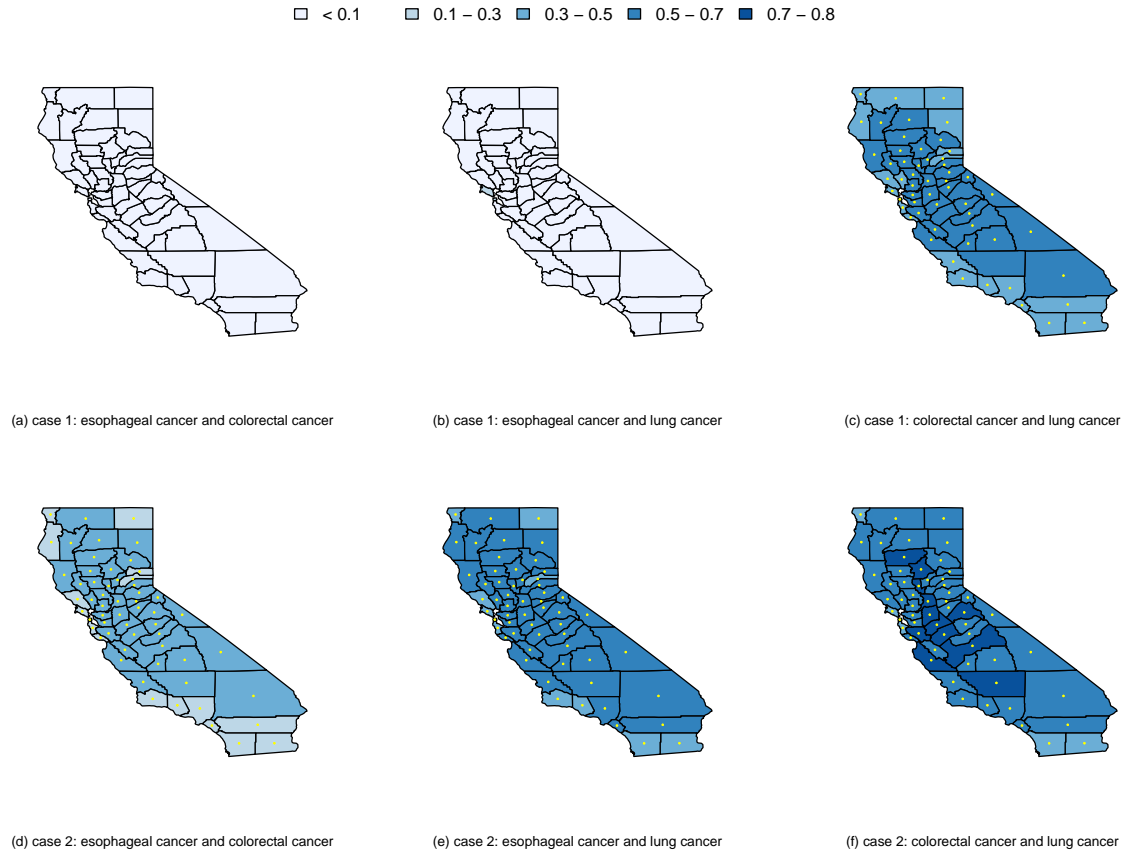 < 0.1 0.1 − 0.3 0.3 − 0.5 0.5 − 0.7 0.7 − 0.8
(a) case 1: esophageal cancer and colorectal cancer
(b) case 1: esophageal cancer and lung cancer
(c) case 1: colorectal cancer and lung cancer
(d) case 2: esophageal cancer and colorectal cancer
(e) case 2: esophageal cancer and lung cancer
(f) case 2: colorectal cancer and lung cancer